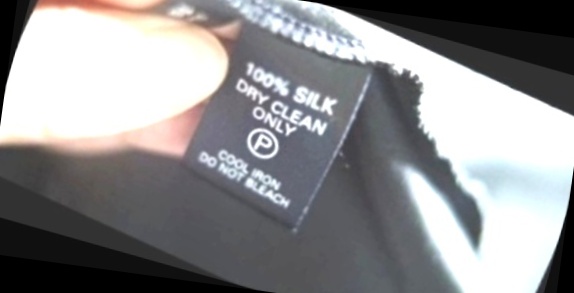 100% SILK
DRY CLEAN
ONLY
P
COOL IRON
DO NOT BLEACH